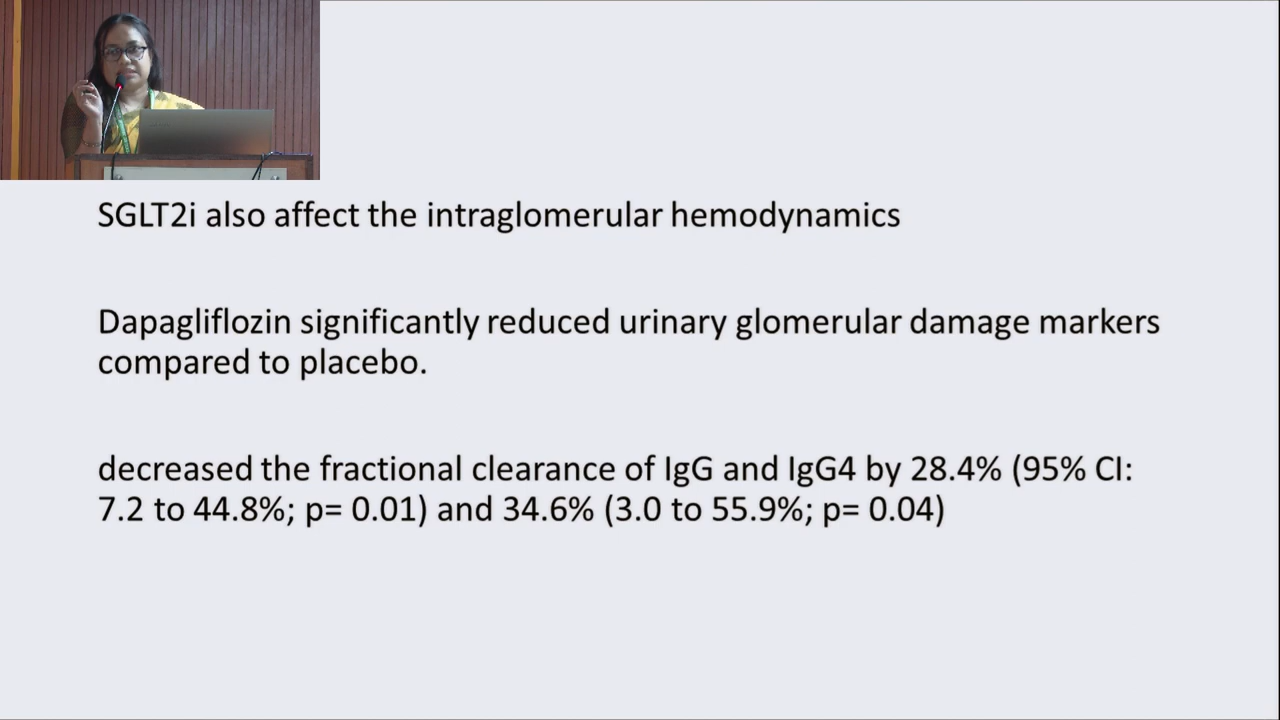 SGLT2i also affect the intraglomerular hemodynamics
Dapagliflozin significantly reduced urinary glomerular damage markers
compared to placebo.
decreased the fractional clearance of IgG and IgG4 by 28.4% (95% CI:
7.2 to 44.8%; p= 0.01) and 34.6% (3.0 to 55.9%; p= 0.04)